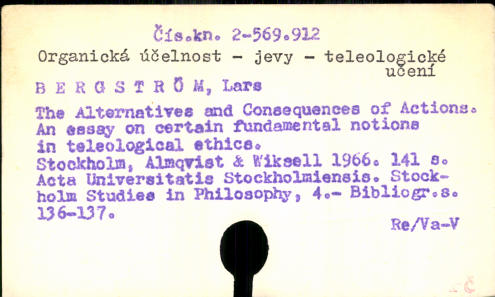 Čís.kn. 2-569.912
Organická účelnost - jevy - teleologické
učení
B E R G S T R Ö M, Lars
The Alternatives and Consequences of Actions.
An essay on certain fundamental notions
in teleological ethics.
Stockholm, Almqvist & Wiksell 1966. 141 s.
Acta Universitatis Stockholmiensis. Stock-
holm Studies in Philosophy, 4.- Bibliogr.s.
136-137.
Re/Va-V